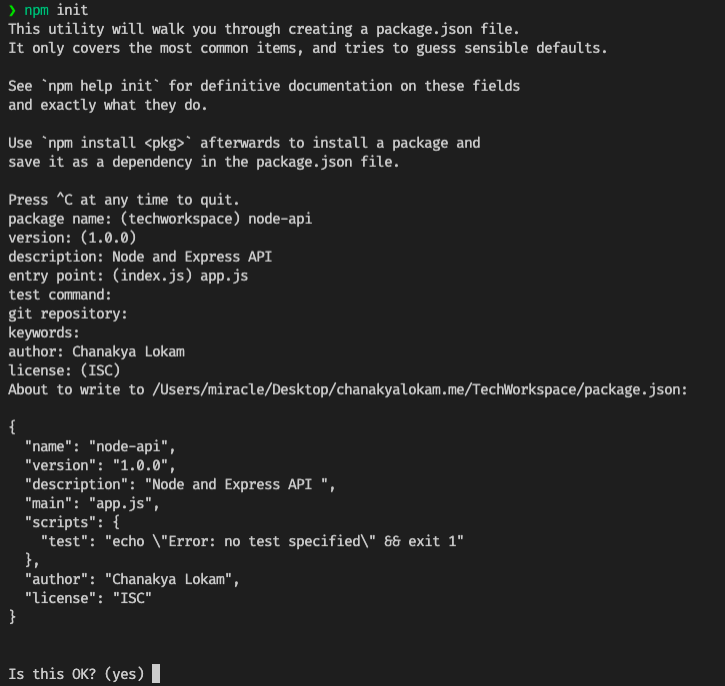 ❯ npm init
This utility will walk you through creating a package.json file.
It only covers the most common items, and tries to guess sensible defaults.

See `npm help init` for definitive documentation on these fields
and exactly what they do.

Use `npm install <pkg>` afterwards to install a package and
save it as a dependency in the package.json file.

Press ^C at any time to quit.
package name: (techworkspace) node-api
version: (1.0.0)
description: Node and Express API
entry point: (index.js) app.js
test command:
git repository:
keywords:
author: Chanakya Lokam
license: (ISC)
About to write to /Users/miracle/Desktop/chanakyalokam.me/TechWorkspace/package.json:

{
  "name": "node-api",
  "version": "1.0.0",
  "description": "Node and Express API ",
  "main": "app.js",
  "scripts": {
    "test": "echo \"Error: no test specified\" && exit 1"
  },
  "author": "Chanakya Lokam",
  "license": "ISC"
}


Is this OK? (yes)